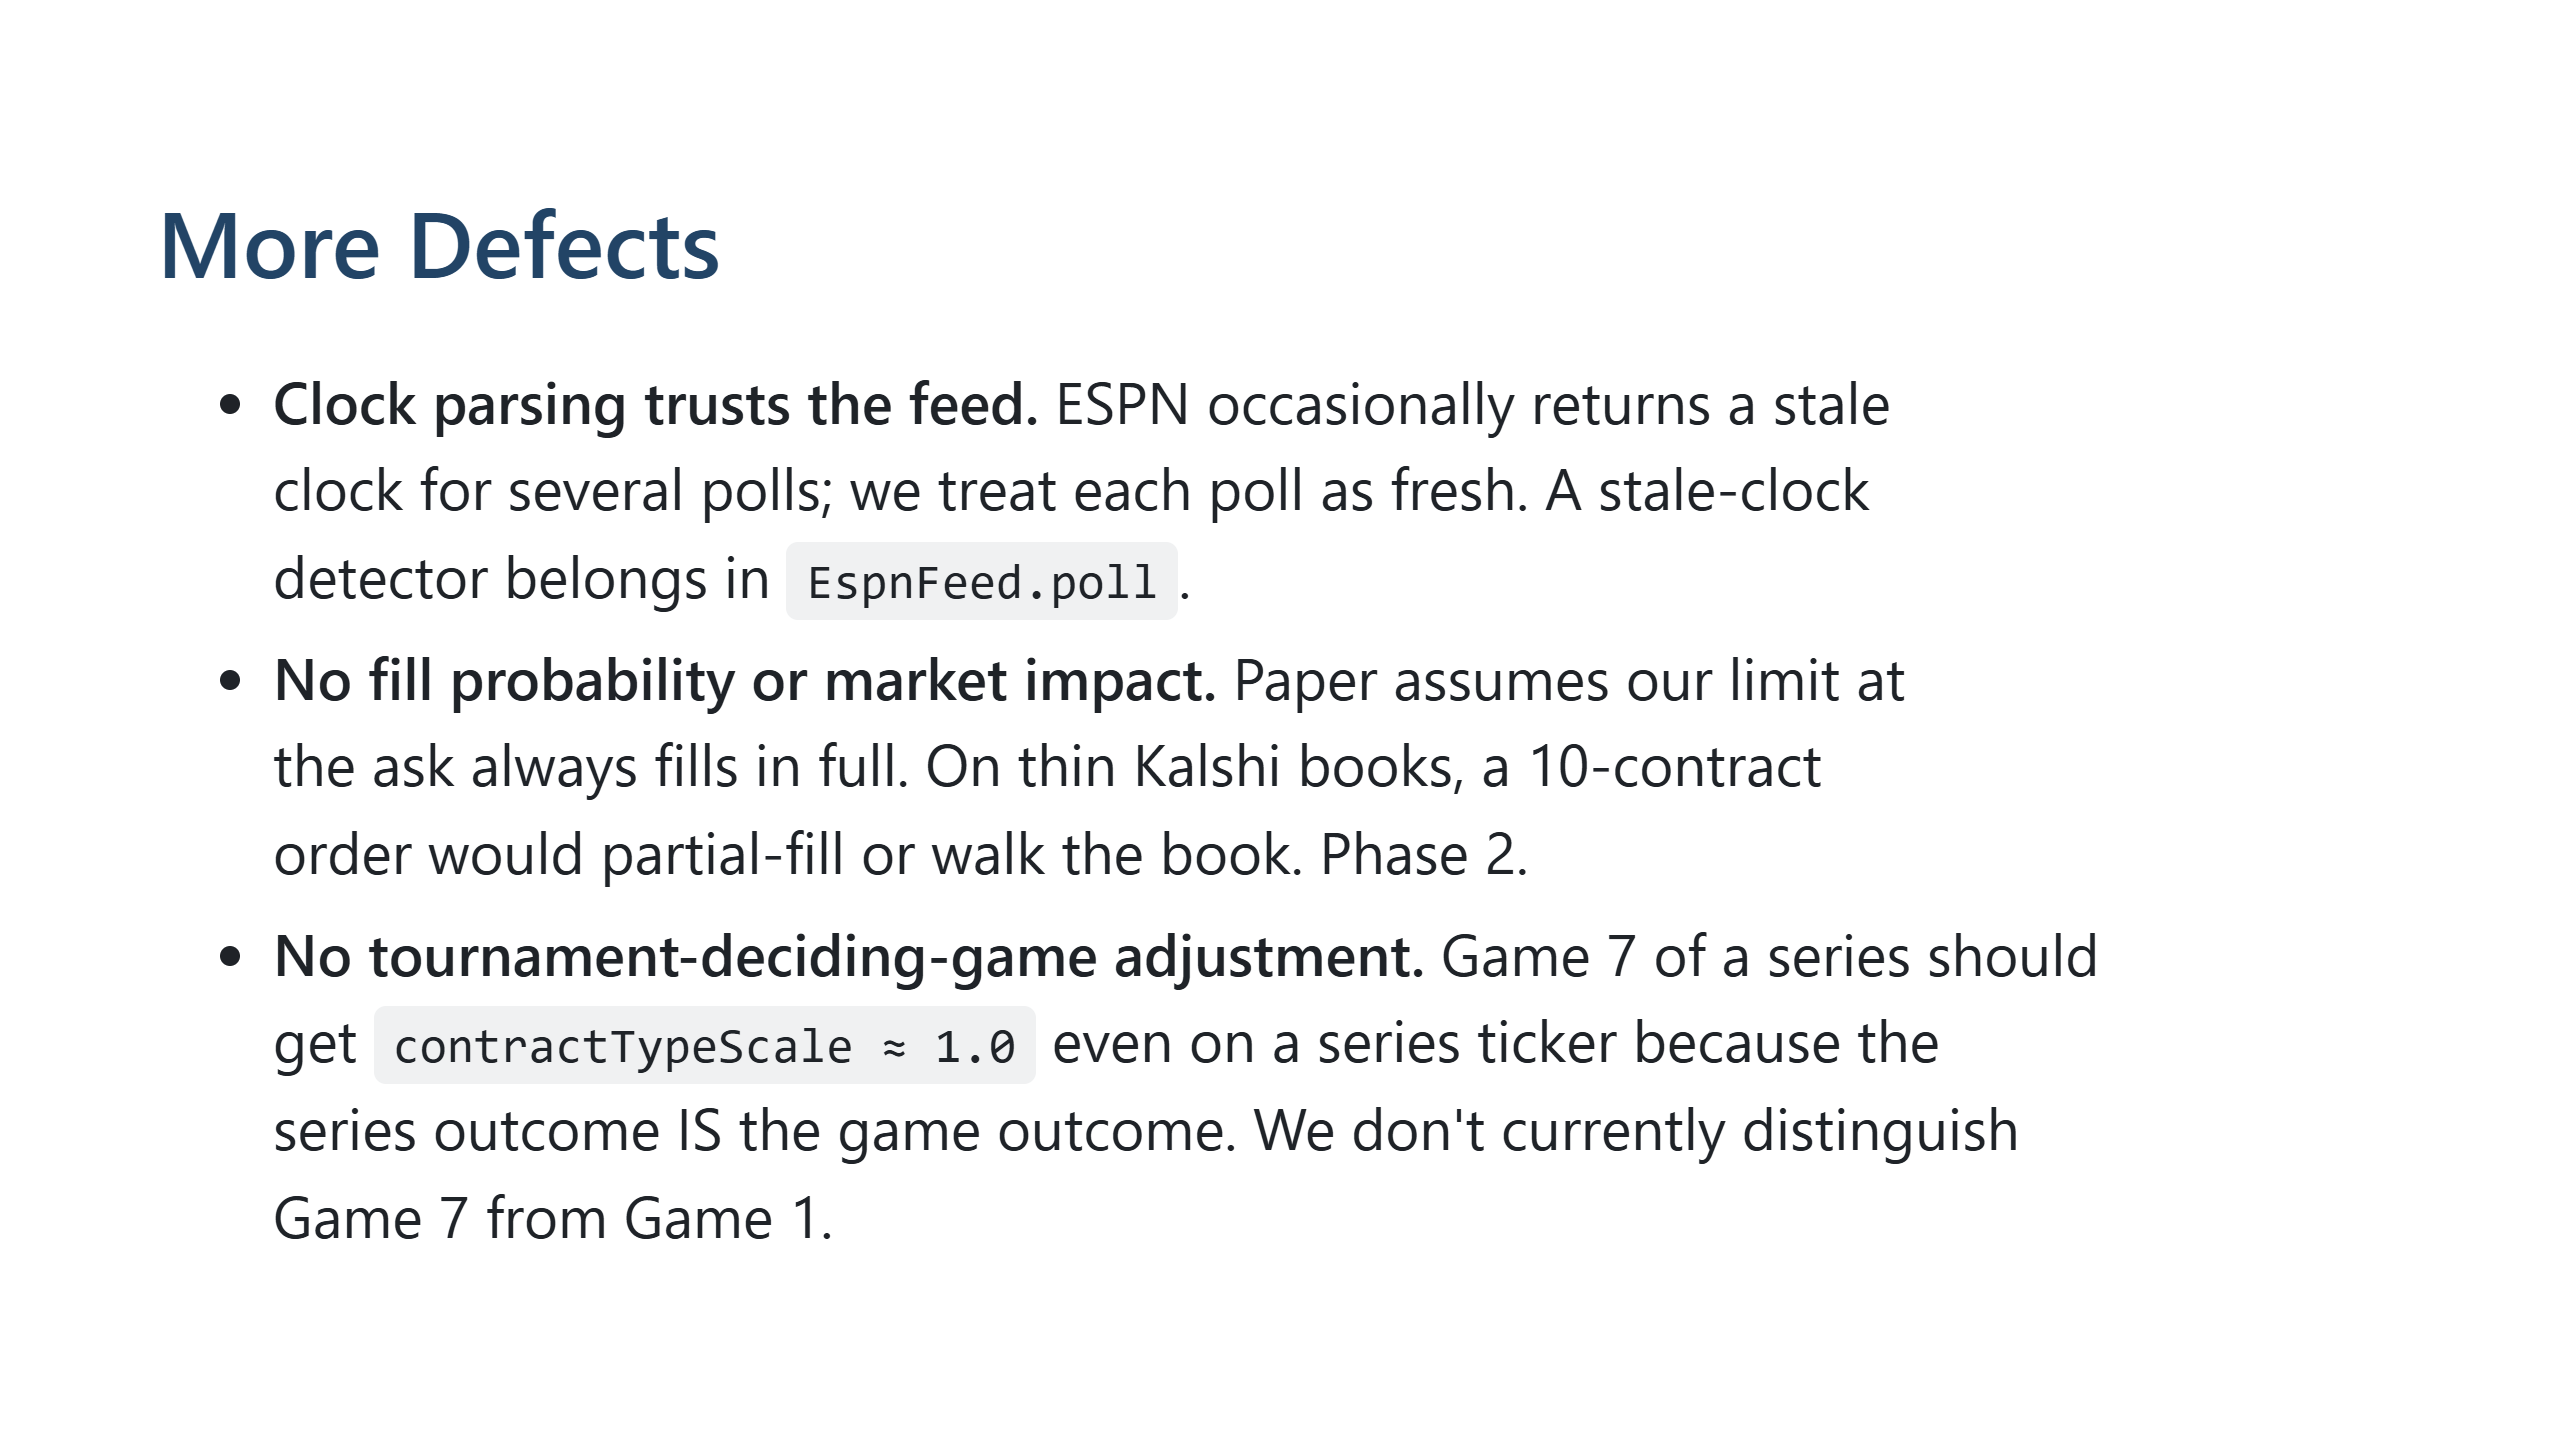 More Defects
• Clock parsing trusts the feed. ESPN occasionally returns a stale
clock for several polls; we treat each poll as fresh. A stale-clock
detector belongs in EspnFeed.poll.
• No fill probability or market impact. Paper assumes our limit at
the ask always fills in full. On thin Kalshi books, a 10-contract
order would partial-fill or walk the book. Phase 2.
• No tournament-deciding-game adjustment. Game 7 of a series should
get contractTypeScale ≈ 1.0 even on a series ticker because the
series outcome IS the game outcome. We don't currently distinguish
Game 7 from Game 1.